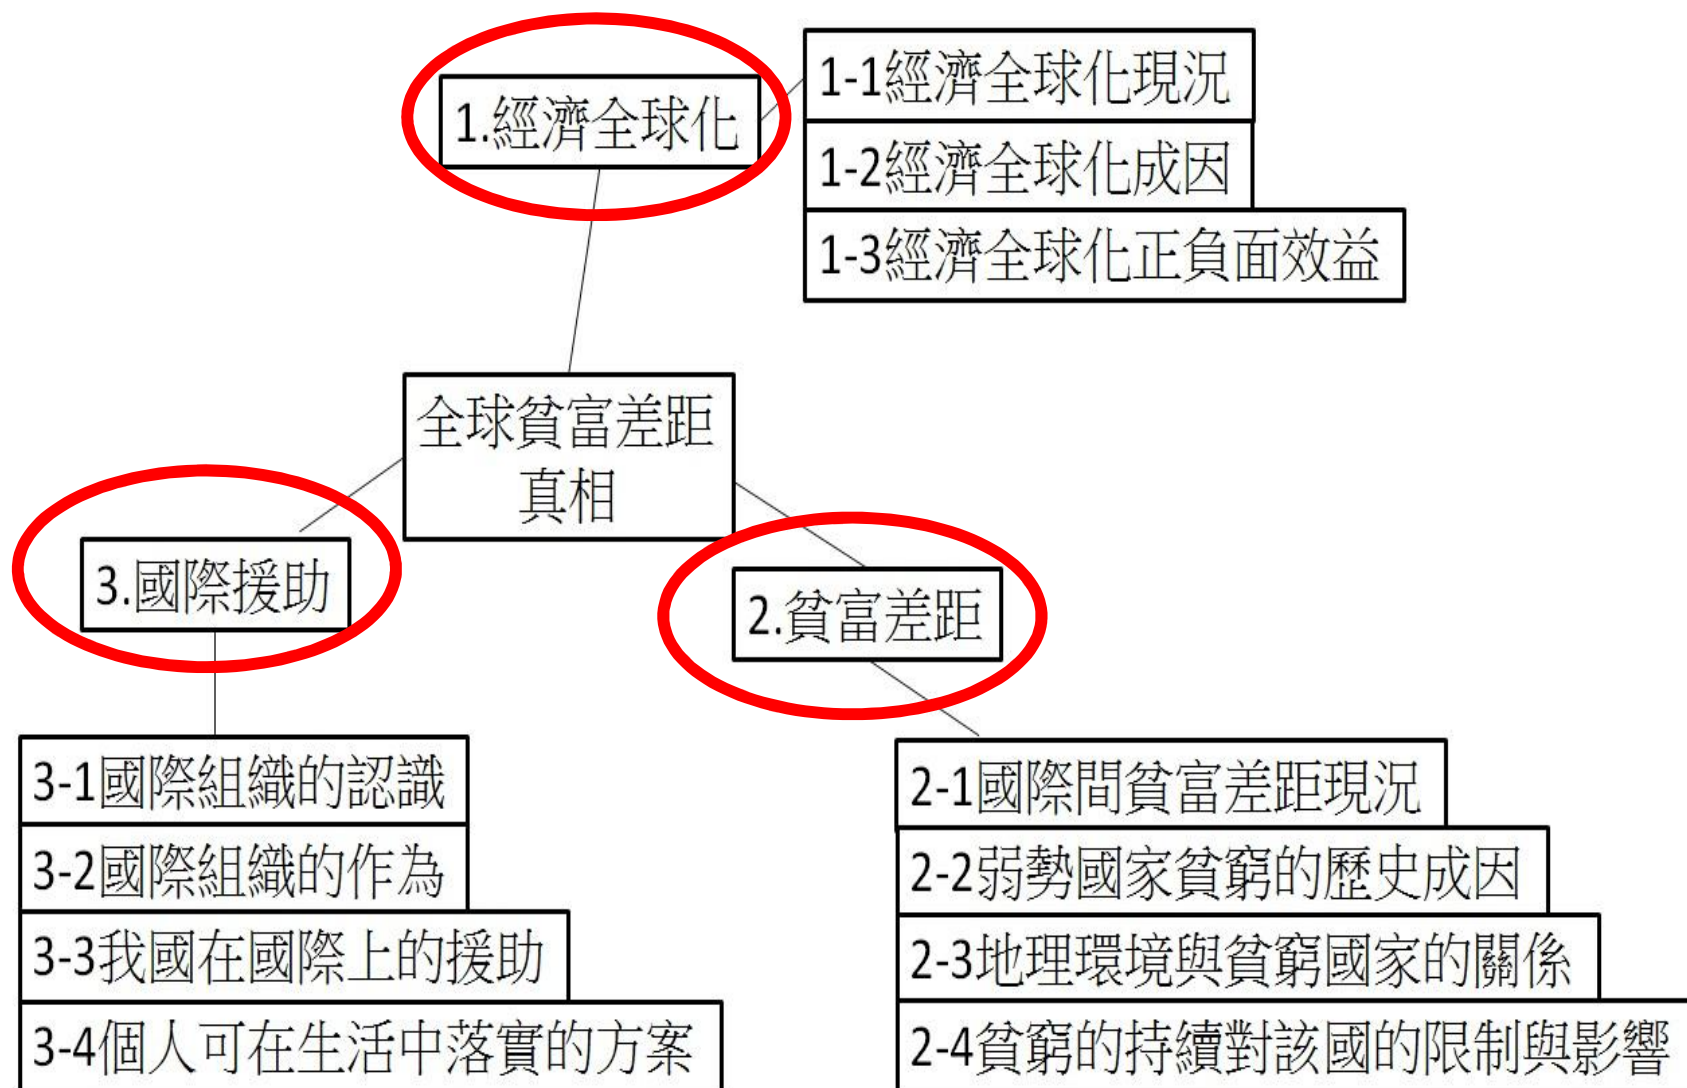 1.經濟全球化
1-1經濟全球化現況
1-2經濟全球化成因
1-3經濟全球化正負面效益
全球貧富差距
真相
3.國際援助
2.貧富差距
3-1國際組織的認識
3-2國際組織的作為
3-3我國在國際上的援助
3-4個人可在生活中落實的方案
2-1國際間貧富差距現況
2-2弱勢國家貧窮的歷史成因
2-3地理環境與貧窮國家的關係
2-4貧窮的持續對該國的限制與影響